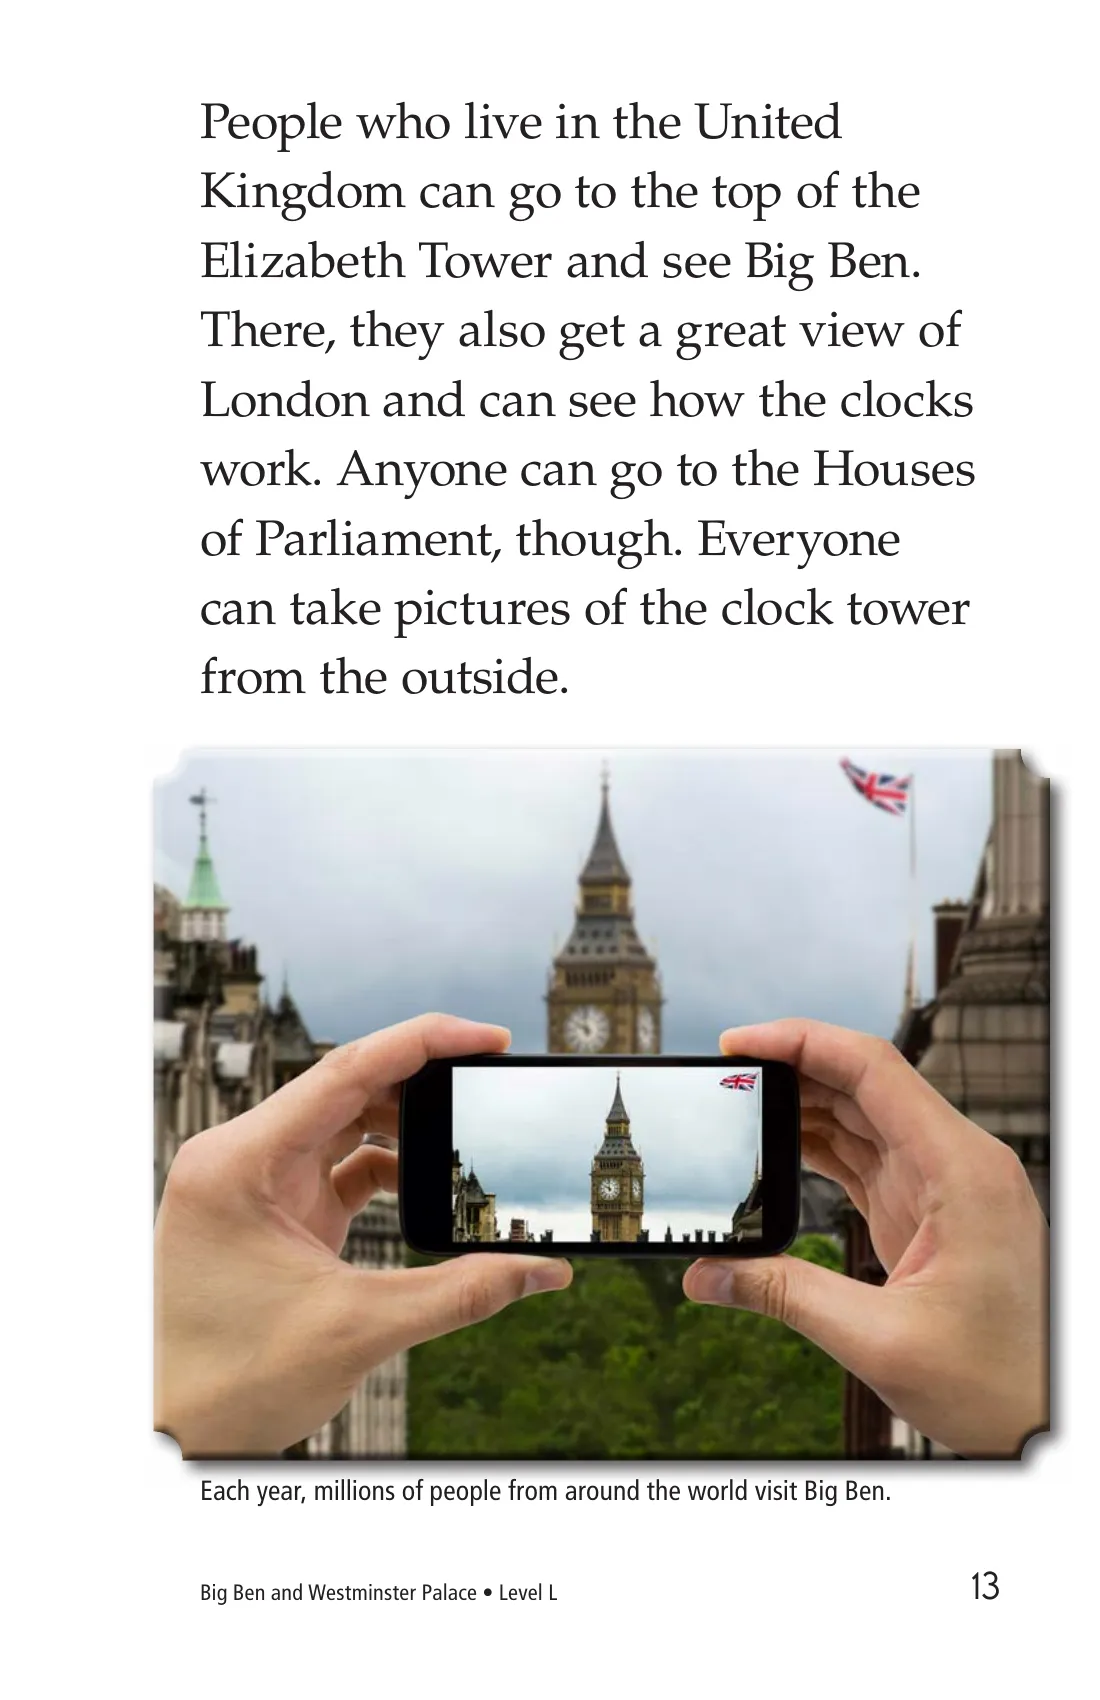 People who live in the United
Kingdom can go to the top of the
Elizabeth Tower and see Big Ben.
There, they also get a great view of
London and can see how the clocks
work. Anyone can go to the Houses
of Parliament, though. Everyone
can take pictures of the clock tower
from the outside.
Each year, millions of people from around the world visit Big Ben.
Big Ben and Westminster Palace • Level L
13